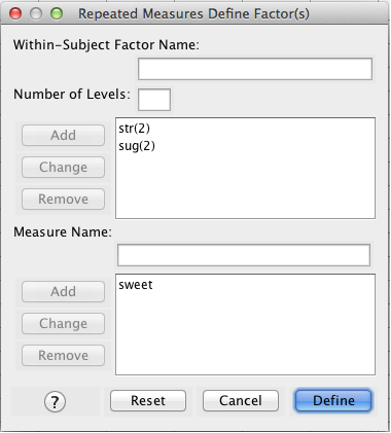 Repeated Measures Define Factor(s)
Within-Subject Factor Name:
Number of Levels:
Add
Change
Remove
str(2)
sug(2)
Measure Name:
Add
Change
Remove
sweet
?
Reset
Cancel
Define